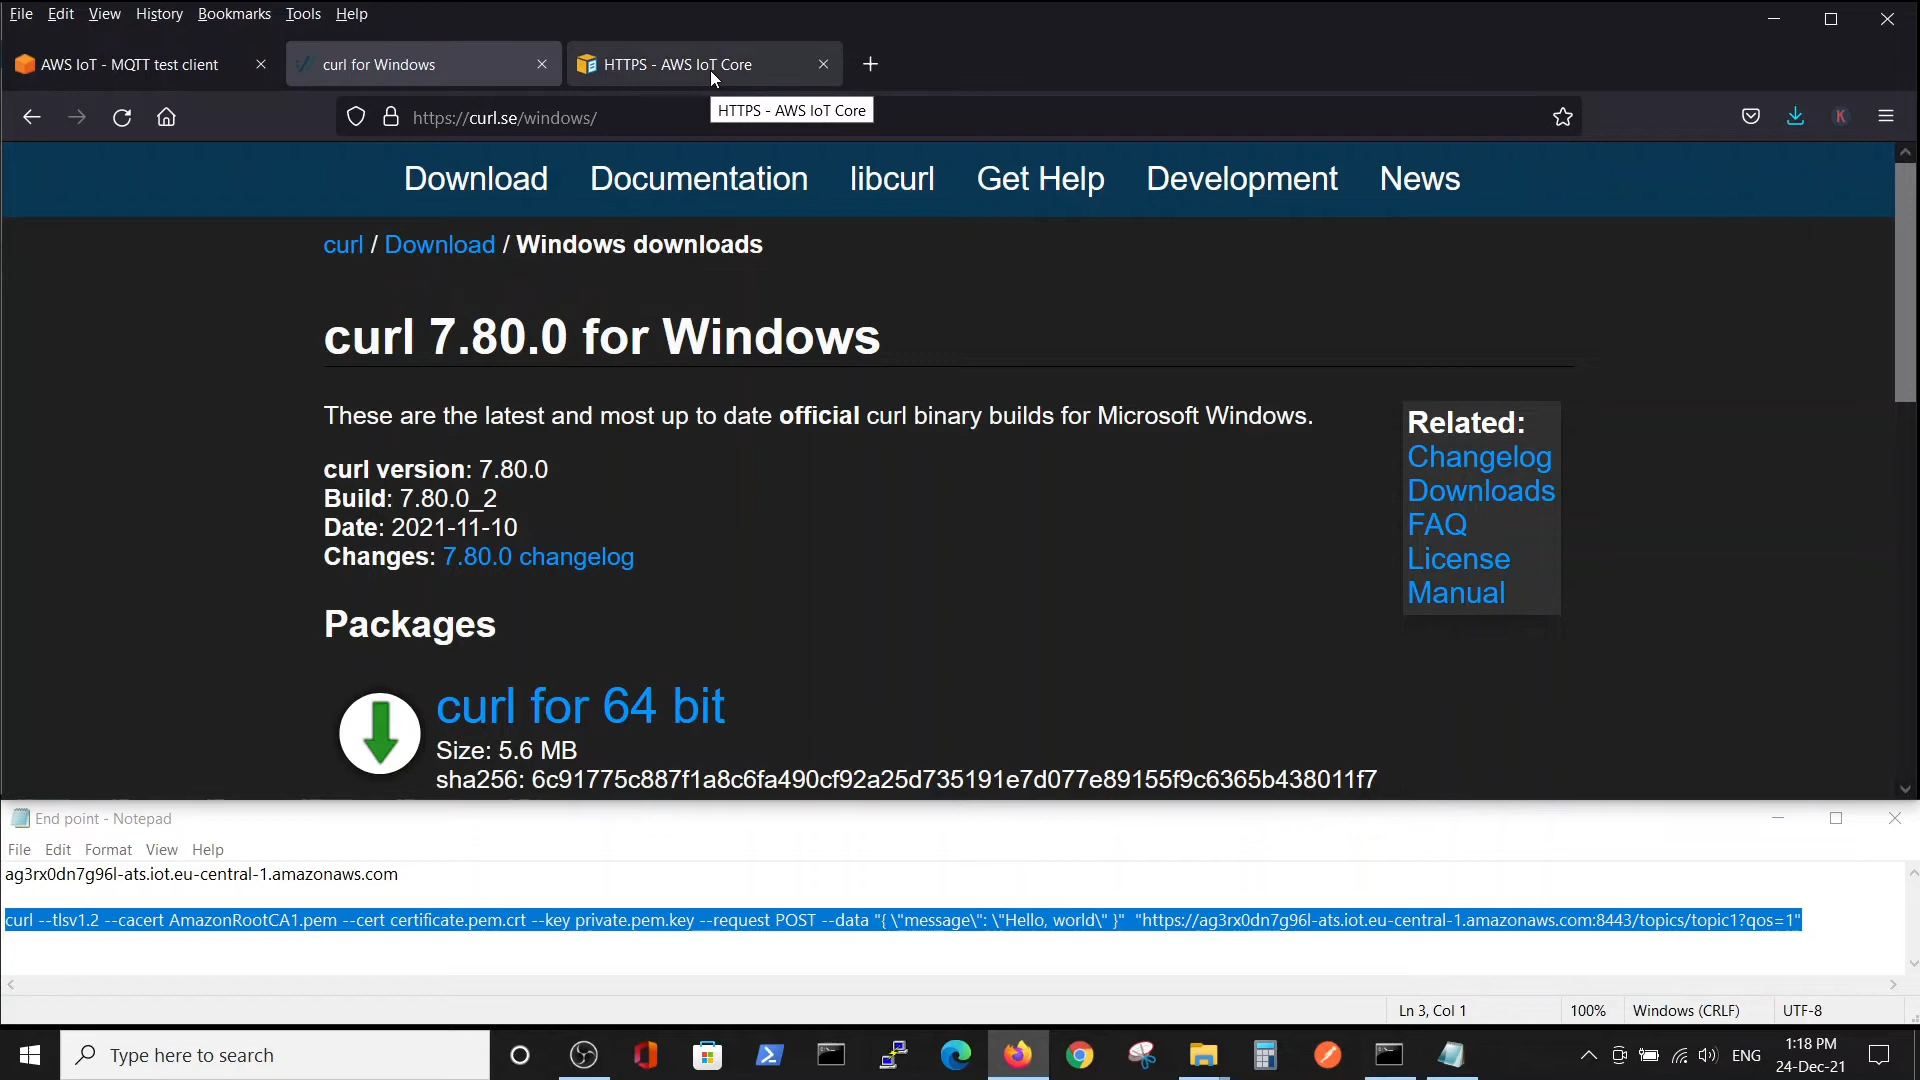 File Edit View History Bookmarks Tools Help
AWS IoT - MQTT test client
curl for Windows
HTTPS - AWS IoT Core
https://curl.se/windows/
HTTPS - AWS IoT Core
K
Download Documentation libcurl Get Help Development News
curl / Download / Windows downloads
curl 7.80.0 for Windows
These are the latest and most up to date official curl binary builds for Microsoft Windows.
curl version: 7.80.0
Build: 7.80.0_2
Date: 2021-11-10
Changes: 7.80.0 changelog
Related:
Changelog
Downloads
FAQ
License
Manual
Packages
curl for 64 bit
Size: 5.6 MB
sha256: 6c91775c887f1a8c6fa490cf92a25d735191e7d077e89155f9c6365b438011f7
End point - Notepad
File Edit Format View Help
ag3rx0dn7g96l-ats.iot.eu-central-1.amazonaws.com
curl --tlsv1.2 --cacert AmazonRootCA1.pem --cert certificate.pem.crt --key private.pem.key --request POST --data "{ \"message\": \"Hello, world\" }"  "https://ag3rx0dn7g96l-ats.iot.eu-central-1.amazonaws.com:8443/topics/topic1?qos=1"
Ln 3, Col 1
100%
Windows (CRLF)
UTF-8
Type here to search
ENG
1:18 PM
24-Dec-21